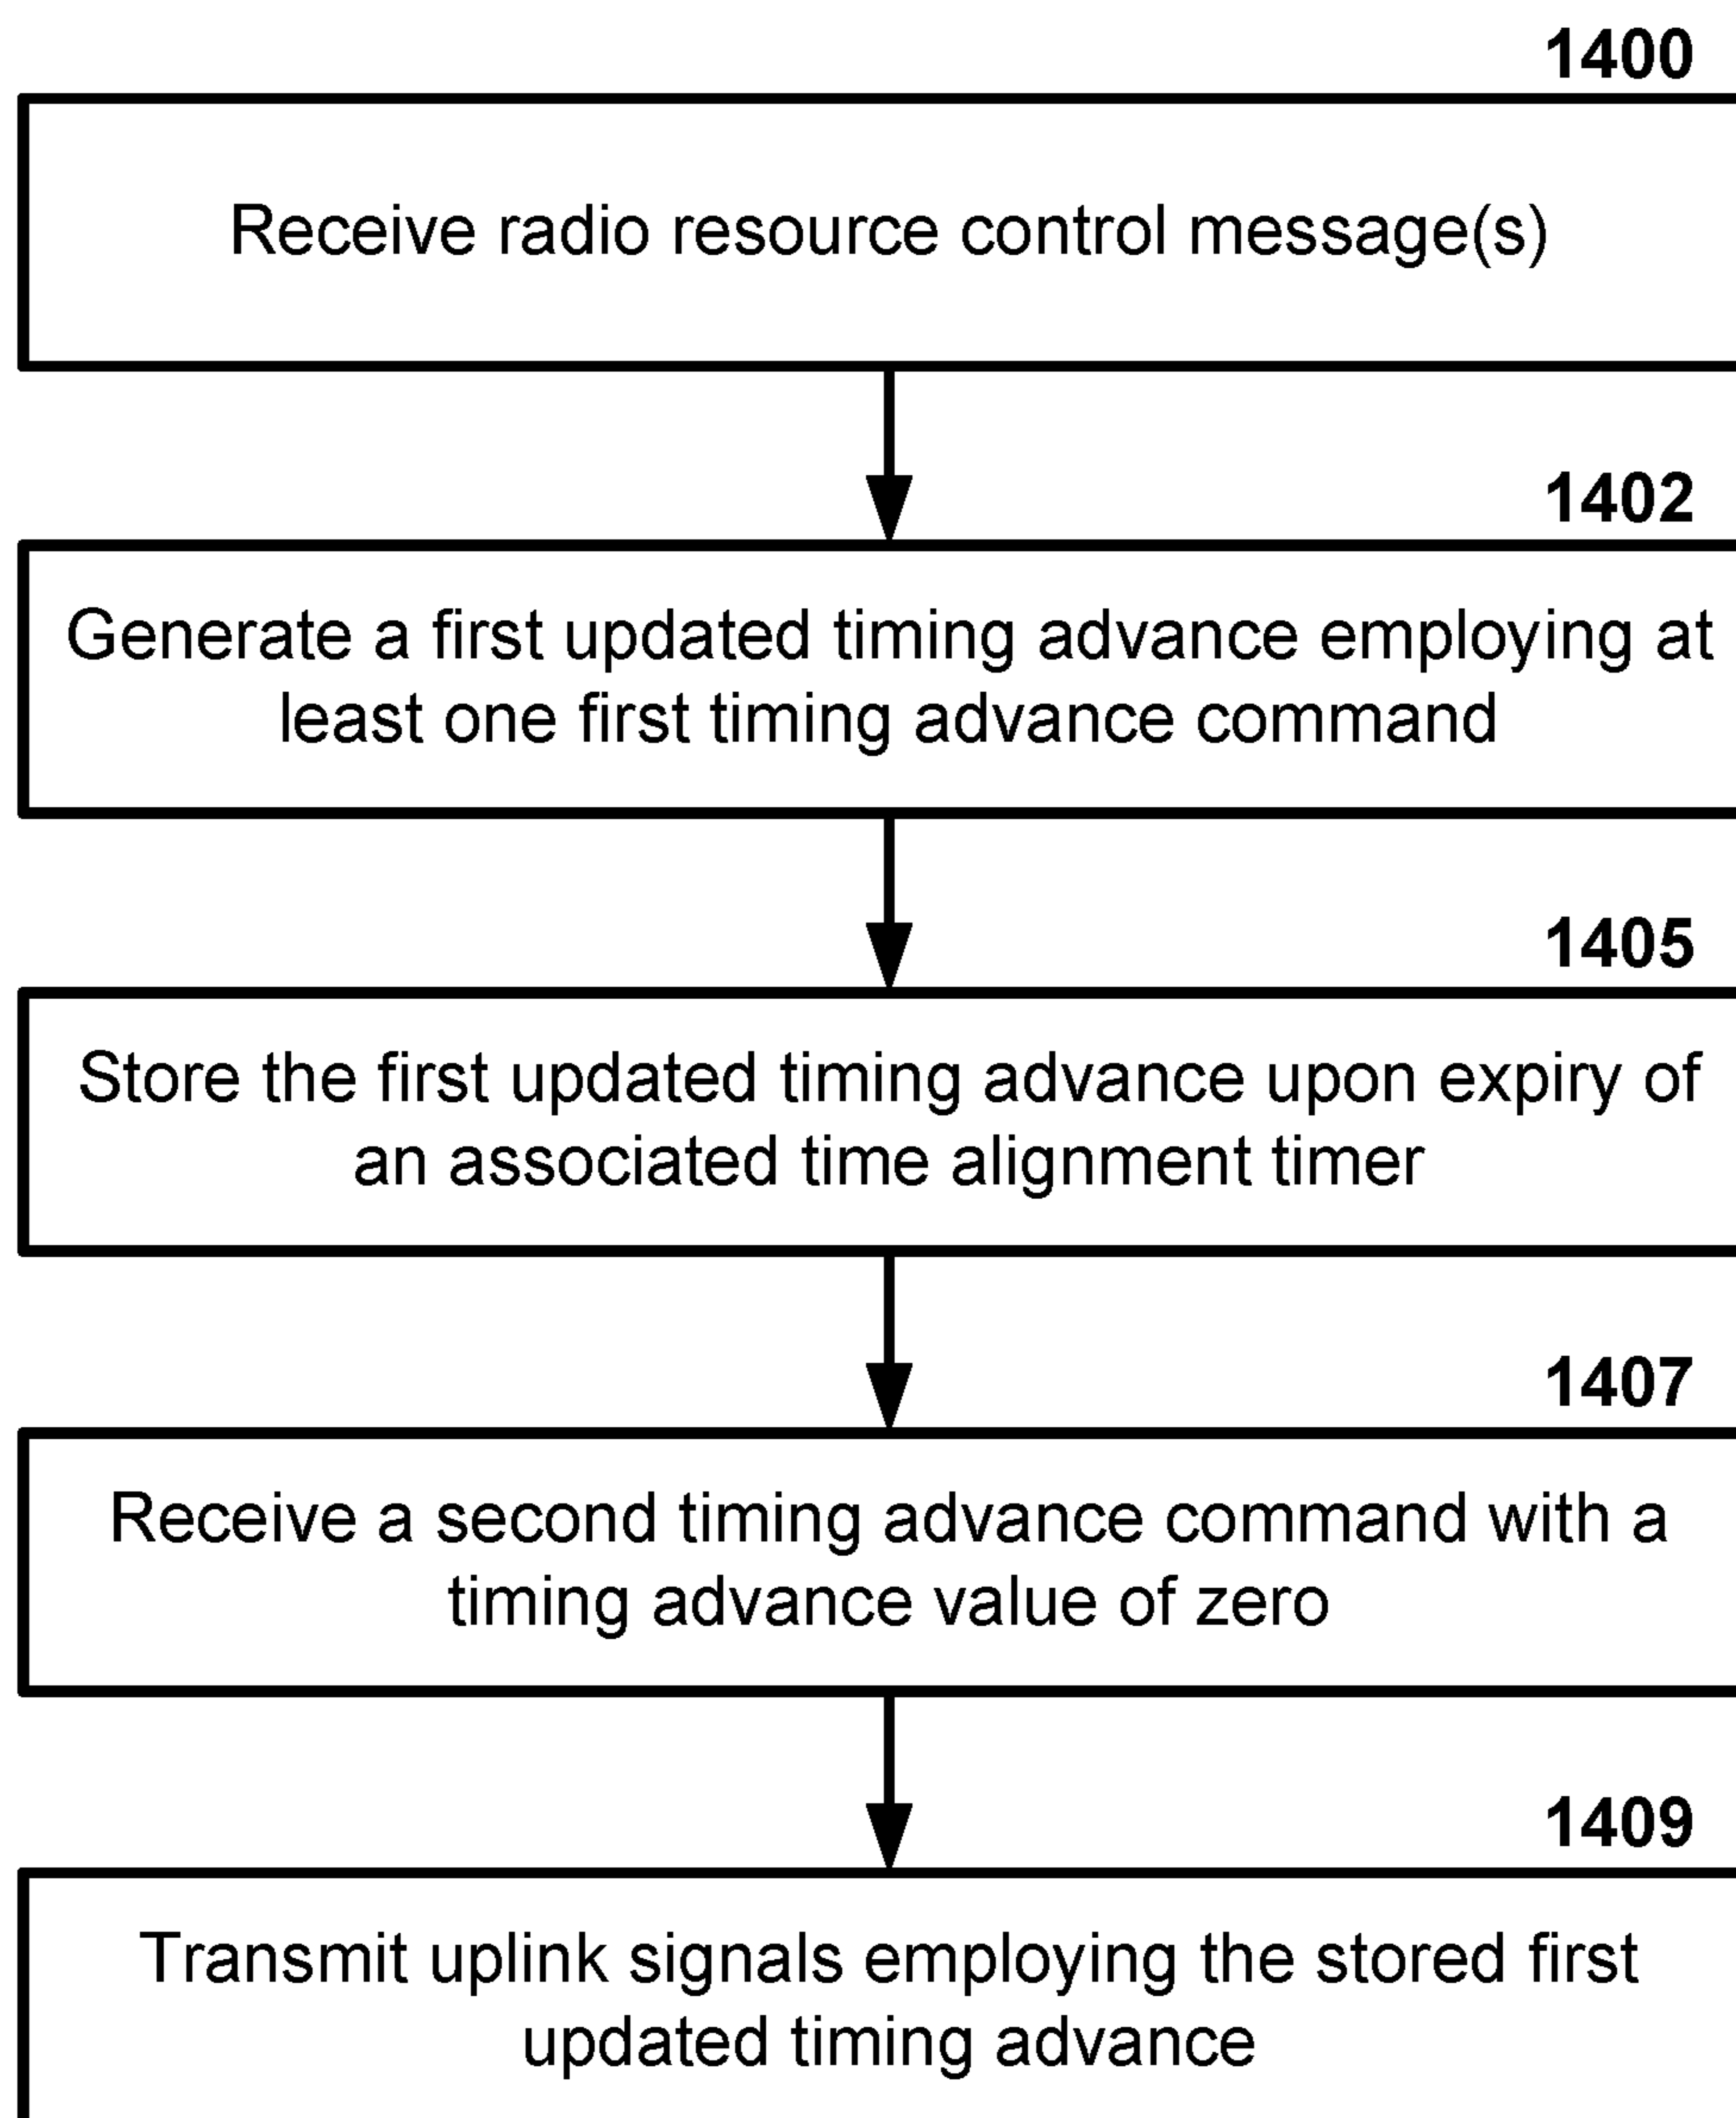 1400
Receive radio resource control message(s)
1402
Generate a first updated timing advance employing at
least one first timing advance command
1405
Store the first updated timing advance upon expiry of
an associated time alignment timer
1407
Receive a second timing advance command with a
timing advance value of zero
1409
Transmit uplink signals employing the stored first
updated timing advance